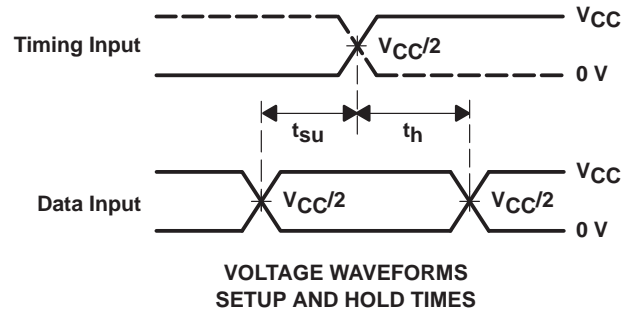 VCC
Timing Input
VCC/2
0 V
tsu
th
VCC
Data Input
VCC/2
VCC/2
0 V
VOLTAGE WAVEFORMS
SETUP AND HOLD TIMES